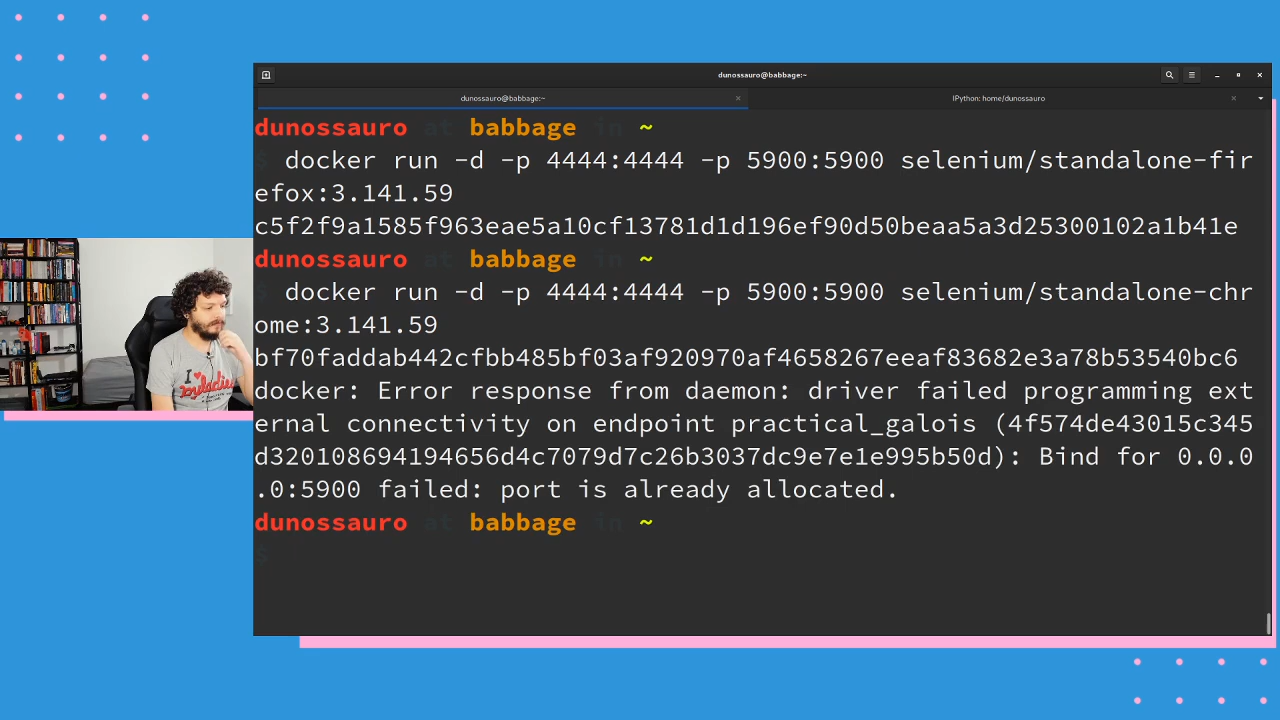 dunossauro@babbage:~
dunossauro@babbage:~
IPython: home/dunossauro
dunossauro at babbage in ~
$ docker run -d -p 4444:4444 -p 5900:5900 selenium/standalone-fir
efox:3.141.59
c5f2f9a1585f963eae5a10cf13781d1d196ef90d50beaa5a3d25300102a1b41e
dunossauro at babbage in ~
$ docker run -d -p 4444:4444 -p 5900:5900 selenium/standalone-chr
ome:3.141.59
bf70faddab442cfbb485bf03af920970af4658267eeaf83682e3a78b53540bc6
docker: Error response from daemon: driver failed programming ext
ernal connectivity on endpoint practical_galois (4f574de43015c345
d320108694194656d4c7079d7c26b3037dc9e7e1e995b50d): Bind for 0.0.0
.0:5900 failed: port is already allocated.
dunossauro at babbage in ~
$
I ♥
pyladies